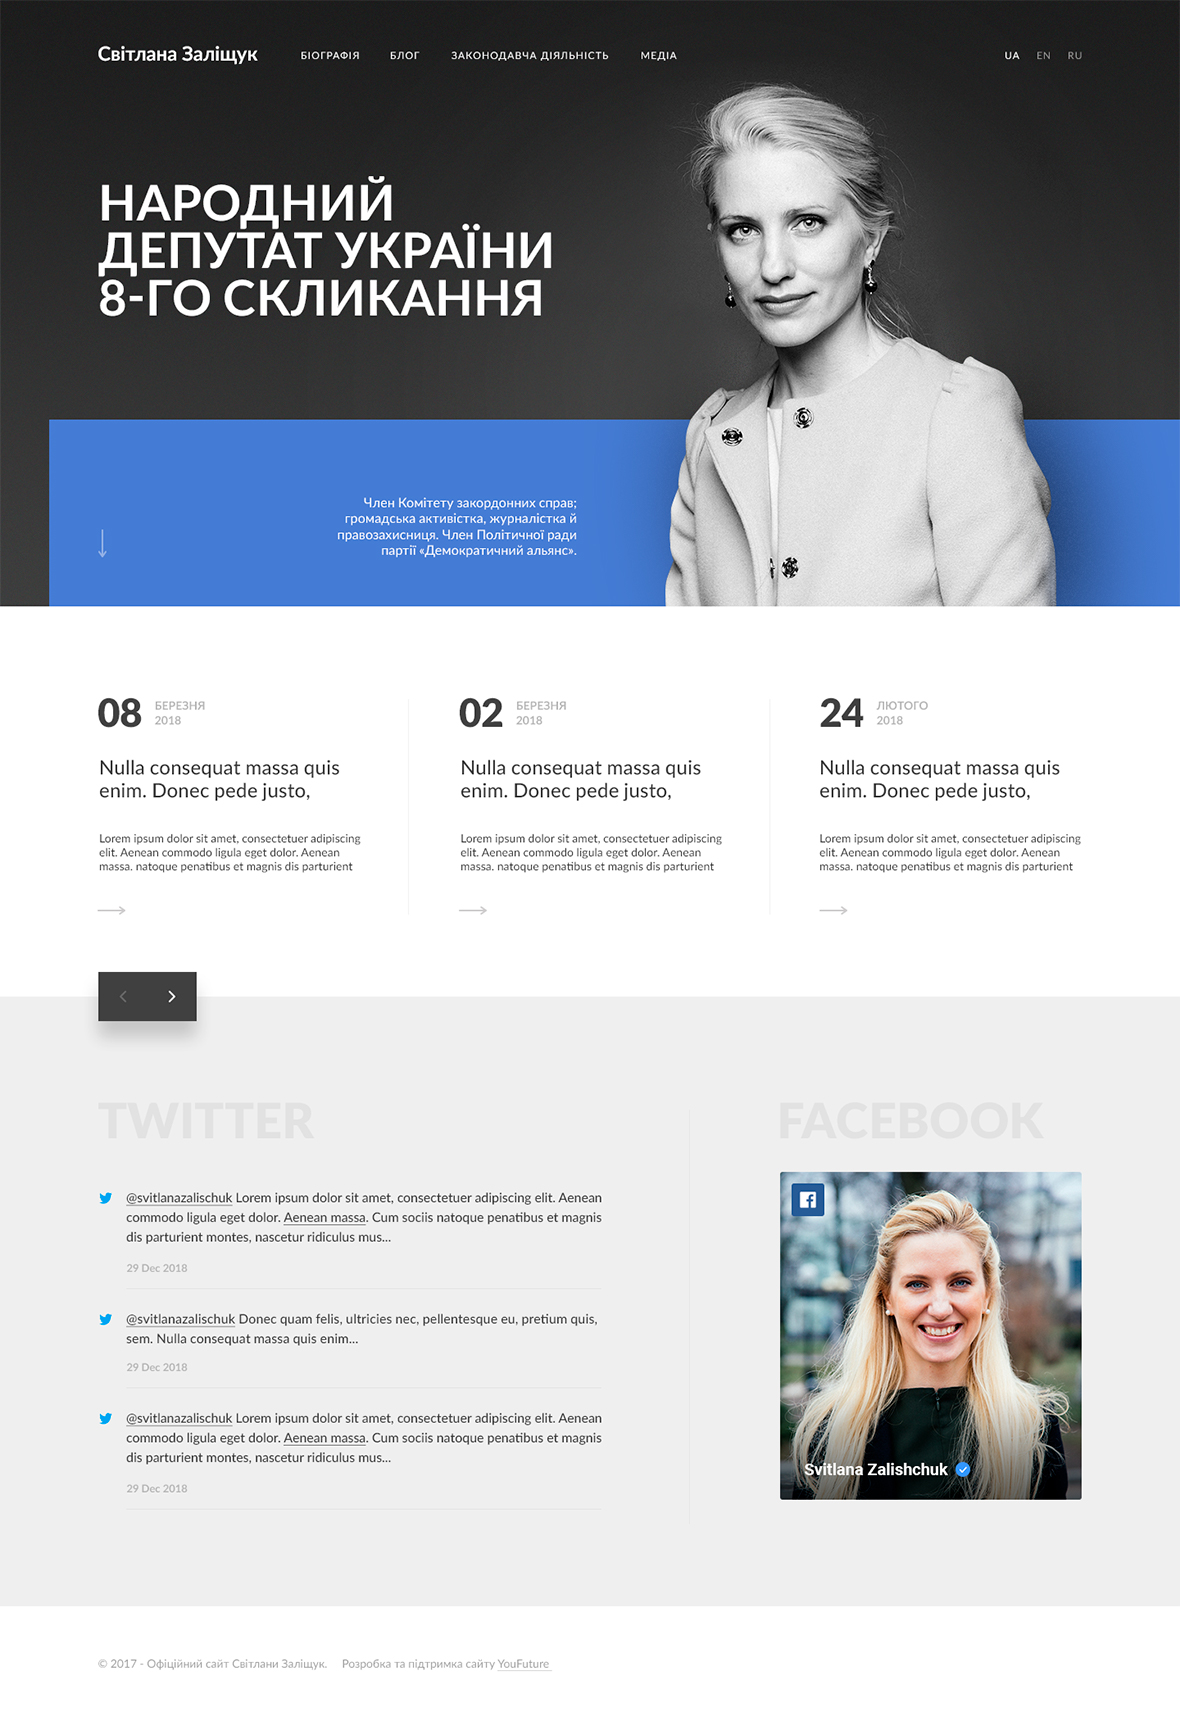 Світлана Заліщук
БІОГРАФІЯ
БЛОГ
ЗАКОНОДАВЧА ДІЯЛЬНІСТЬ
МЕДІА
UA
EN
RU
НАРОДНИЙ
ДЕПУТАТ УКРАЇНИ
8-ГО СКЛИКАННЯ
Член Комітету закордонних справ;
громадська активістка, журналістка й
правозахисниця. Член Політичної ради
партії «Демократичний альянс».
08
БЕРЕЗНЯ
2018
Nulla consequat massa quis
enim. Donec pede justo,
Lorem ipsum dolor sit amet, consectetuer adipiscing
elit. Aenean commodo ligula eget dolor. Aenean
massa. natoque penatibus et magnis dis parturient
02
БЕРЕЗНЯ
2018
Nulla consequat massa quis
enim. Donec pede justo,
Lorem ipsum dolor sit amet, consectetuer adipiscing
elit. Aenean commodo ligula eget dolor. Aenean
massa. natoque penatibus et magnis dis parturient
24
ЛЮТОГО
2018
Nulla consequat massa quis
enim. Donec pede justo,
Lorem ipsum dolor sit amet, consectetuer adipiscing
elit. Aenean commodo ligula eget dolor. Aenean
massa. natoque penatibus et magnis dis parturient
TWITTER
@svitlanazalischuk Lorem ipsum dolor sit amet, consectetuer adipiscing elit. Aenean
commodo ligula eget dolor. Aenean massa. Cum sociis natoque penatibus et magnis
dis parturient montes, nascetur ridiculus mus...
29 Dec 2018
@svitlanazalischuk Donec quam felis, ultricies nec, pellentesque eu, pretium quis,
sem. Nulla consequat massa quis enim...
29 Dec 2018
@svitlanazalischuk Lorem ipsum dolor sit amet, consectetuer adipiscing elit. Aenean
commodo ligula eget dolor. Aenean massa. Cum sociis natoque penatibus et magnis
dis parturient montes, nascetur ridiculus mus...
29 Dec 2018
FACEBOOK
Svitlana Zalishchuk
© 2017 - Офіційний сайт Світлани Заліщук.
Розробка та підтримка сайту YouFuture